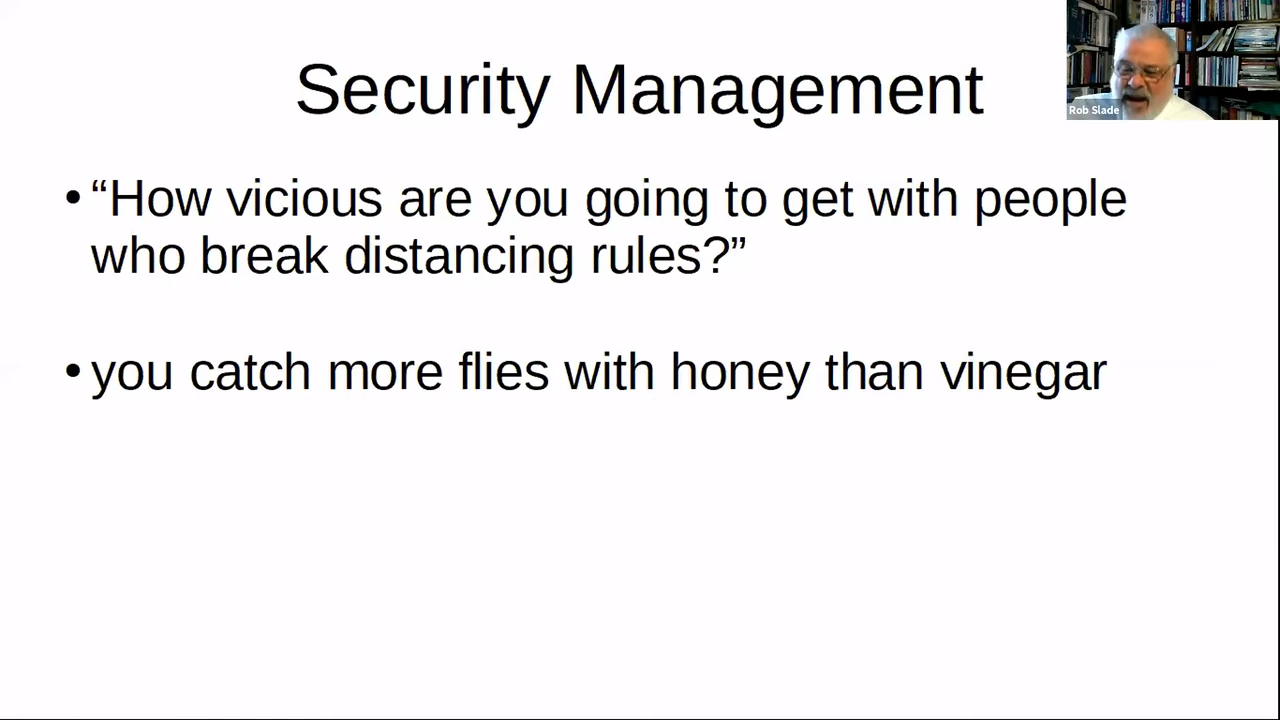 Security Management
Rob Slade
• “How vicious are you going to get with people
who break distancing rules?”
• you catch more flies with honey than vinegar